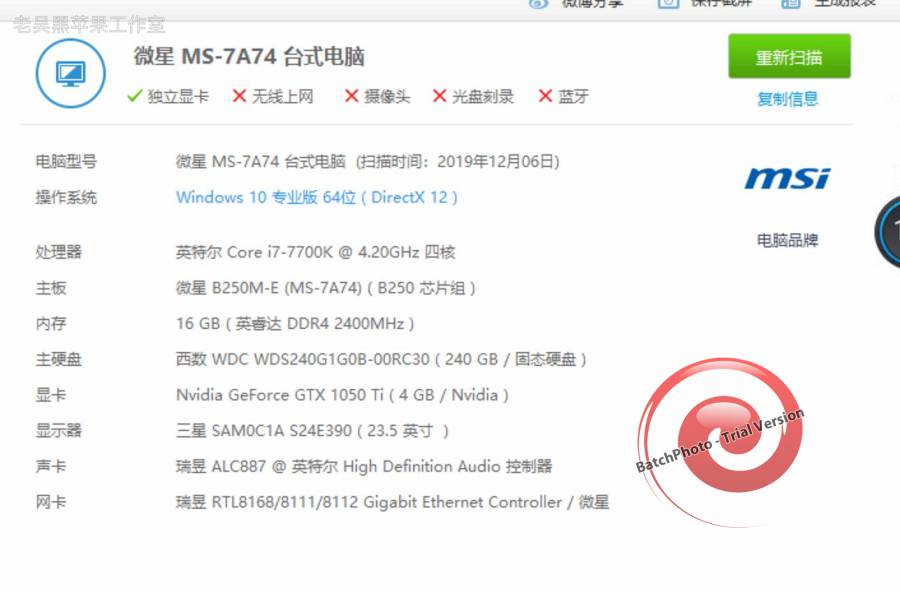 微博分享 保存截屏 生成报表
老吴黑苹果工作室
微星 MS-7A74 台式电脑
重新扫描
独立显卡 无线上网 摄像头 光盘刻录 蓝牙
复制信息
电脑型号 微星 MS-7A74 台式电脑 (扫描时间：2019年12月06日)
操作系统 Windows 10 专业版 64位 ( DirectX 12 )
msi
电脑品牌
处理器 英特尔 Core i7-7700K @ 4.20GHz 四核
主板 微星 B250M-E (MS-7A74) ( B250 芯片组 )
内存 16 GB ( 英睿达 DDR4 2400MHz )
主硬盘 西数 WDC WDS240G1G0B-00RC30 ( 240 GB / 固态硬盘 )
显卡 Nvidia GeForce GTX 1050 Ti ( 4 GB / Nvidia )
显示器 三星 SAM0C1A S24E390 ( 23.5 英寸 )
声卡 瑞昱 ALC887 @ 英特尔 High Definition Audio 控制器
网卡 瑞昱 RTL8168/8111/8112 Gigabit Ethernet Controller / 微星
BatchPhoto - Trial Version